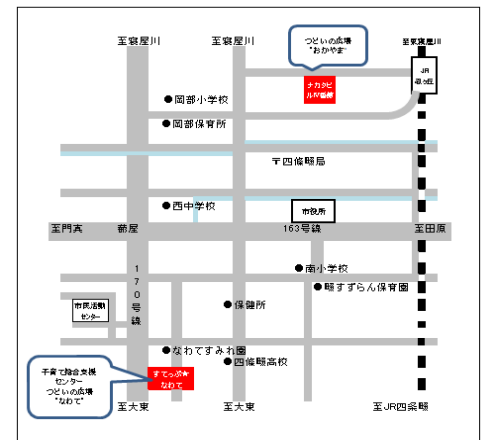 至寝屋川
至寝屋川
つどいの広場
"おかやま"
至東寝屋川
JR
ナカタビ
●岡部小学校
●岡部保育所
〒四條畷局
●西中学校
市役所
至門真
蔀屋
163号線
至田原
170号線
●南小学校
●畷すずらん保育園
市民活動
センター
●保健所
●なわてすみれ園
●四條畷高校
子育て総合支援
センター
つどいの広場
"なわて"
すてっぷ★
なわて
至大東
至大東
至JR四条畷